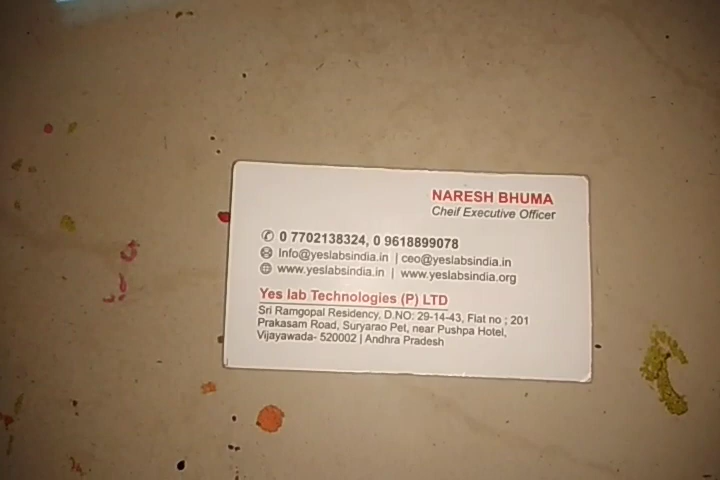 NARESH BHUMA
Cheif Executive Officer
0 7702138324, 0 9618899078
Info@yeslabsindia.in | ceo@yeslabsindia.in
www.yeslabsindia.in | www.yeslabsindia.org
Yes lab Technologies (P) LTD
Sri Ramgopal Residency, D.NO: 29-14-43, Flat no ; 201
Prakasam Road, Suryarao Pet, near Pushpa Hotel,
Vijayawada- 520002 | Andhra Pradesh